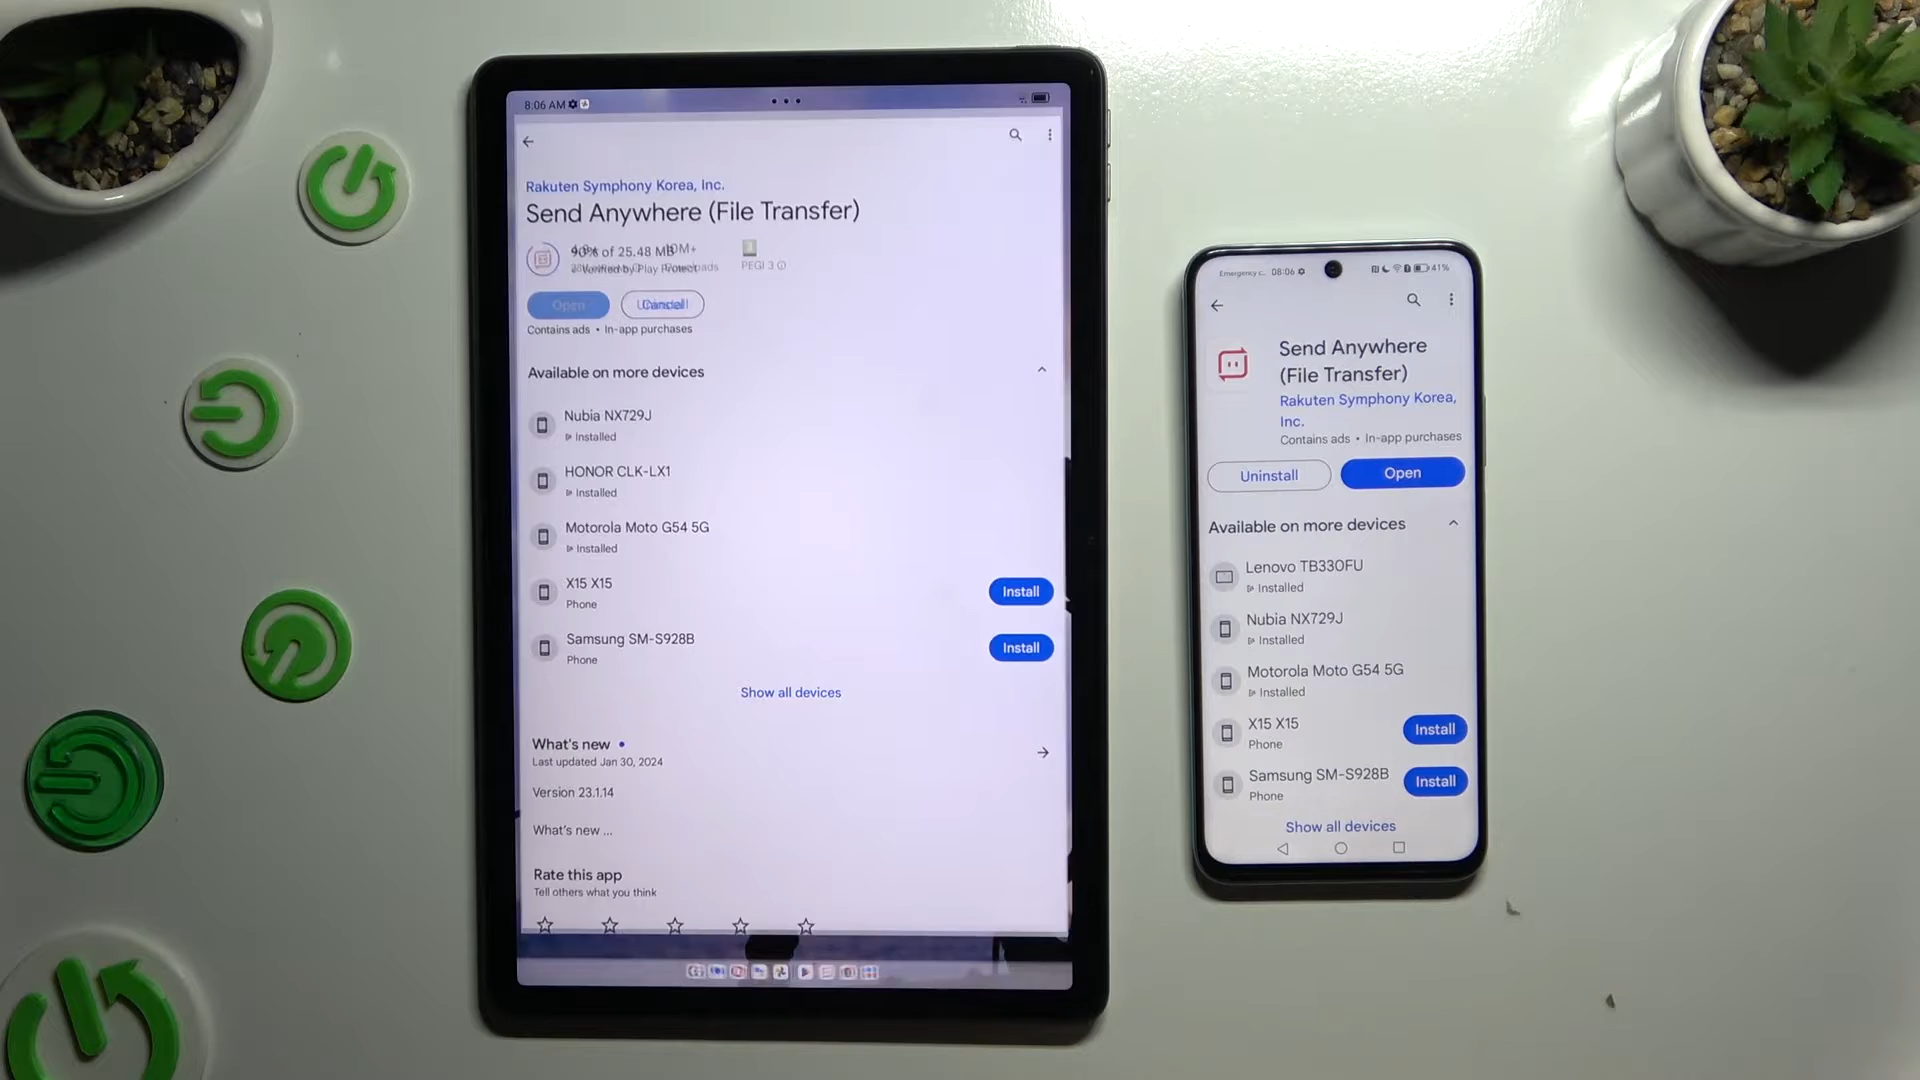 8:06 AM
Rakuten Symphony Korea, Inc.
Send Anywhere (File Transfer)
90% of 25.48 MB
Verified by Play Protect
PEGI 3
Open
Cancel
Contains ads • In-app purchases
Available on more devices
Nubia NX729J
Installed
HONOR CLK-LX1
Installed
Motorola Moto G54 5G
Installed
X15 X15
Phone
Install
Samsung SM-S928B
Phone
Install
Show all devices
What's new •
Last updated Jan 30, 2024
Version 23.1.14
What's new ...
Rate this app
Tell others what you think
Emergency c... 08:06
41%
Send Anywhere
(File Transfer)
Rakuten Symphony Korea,
Inc.
Contains ads • In-app purchases
Uninstall
Open
Available on more devices
Lenovo TB330FU
Installed
Nubia NX729J
Installed
Motorola Moto G54 5G
Installed
X15 X15
Phone
Install
Samsung SM-S928B
Phone
Install
Show all devices